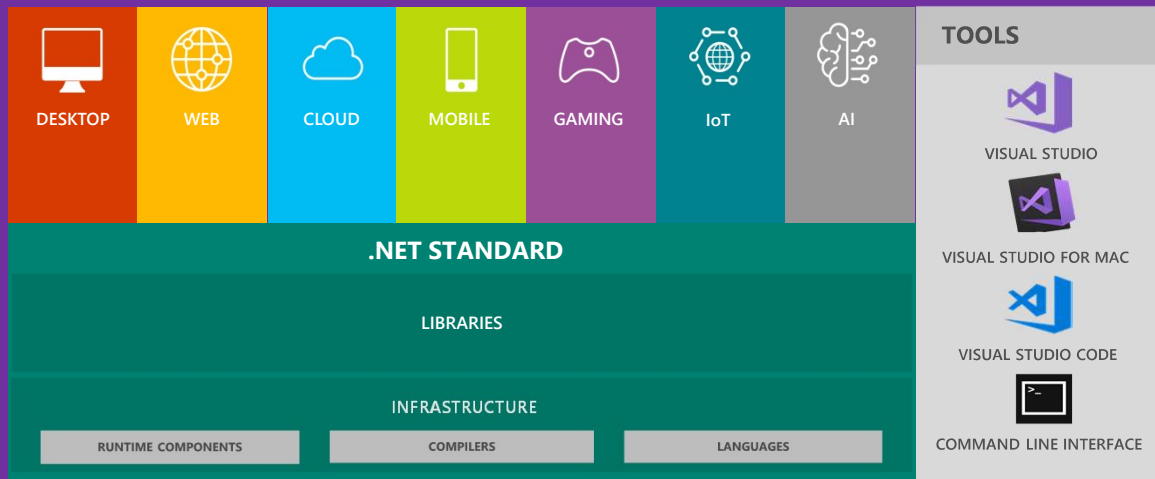 DESKTOP
WEB
CLOUD
MOBILE
GAMING
IoT
AI
.NET STANDARD
LIBRARIES
INFRASTRUCTURE
RUNTIME COMPONENTS
COMPILERS
LANGUAGES
TOOLS
VISUAL STUDIO
VISUAL STUDIO FOR MAC
VISUAL STUDIO CODE
>_
COMMAND LINE INTERFACE